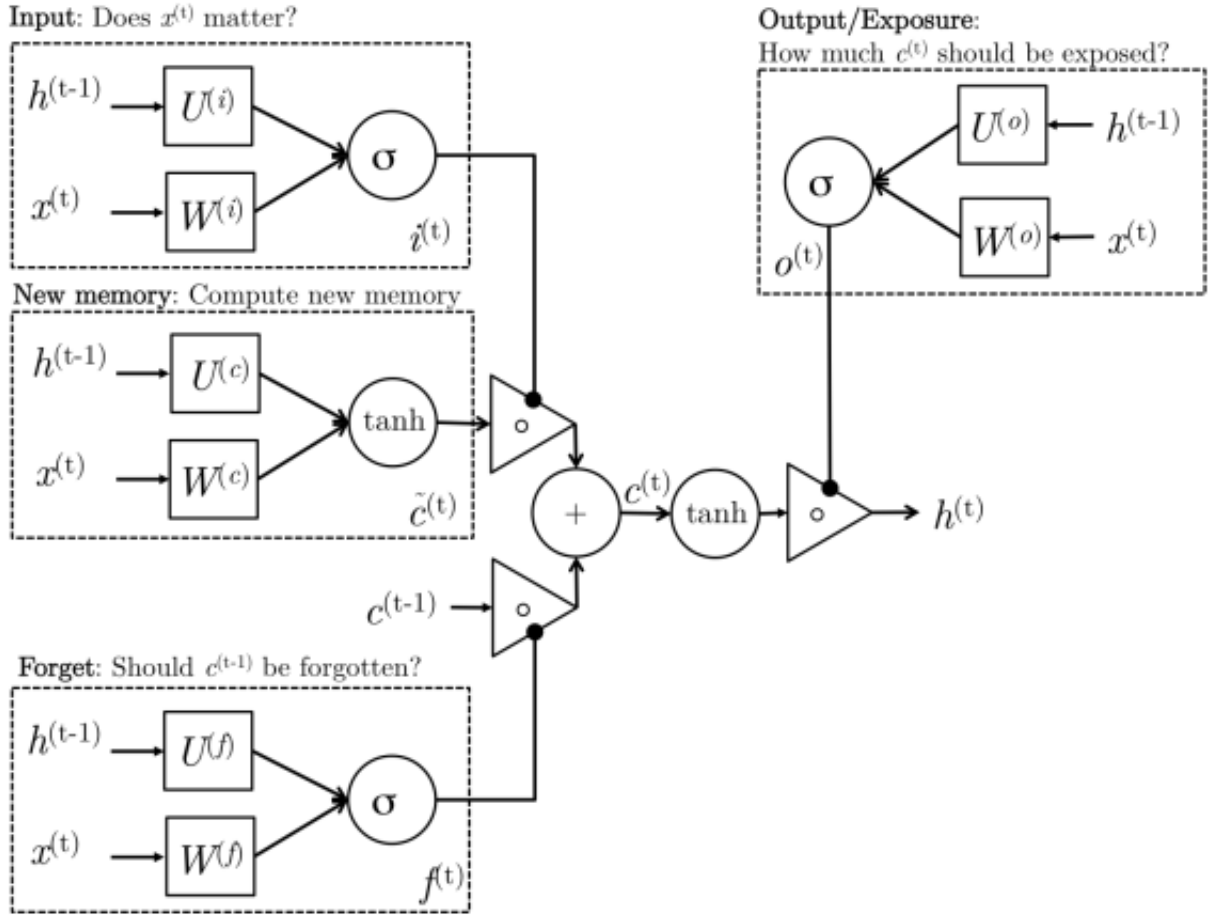 Input: Does x^(t) matter?
h^(t-1)
U^(i)
σ
x^(t)
W^(i)
i^(t)
New memory: Compute new memory
h^(t-1)
U^(c)
tanh
x^(t)
W^(c)
c̃^(t)
∘
+
c^(t)
tanh
∘
h^(t)
c^(t-1)
∘
Forget: Should c^(t-1) be forgotten?
h^(t-1)
U^(f)
σ
x^(t)
W^(f)
f^(t)
Output/Exposure:
How much c^(t) should be exposed?
U^(o)
h^(t-1)
σ
W^(o)
x^(t)
o^(t)